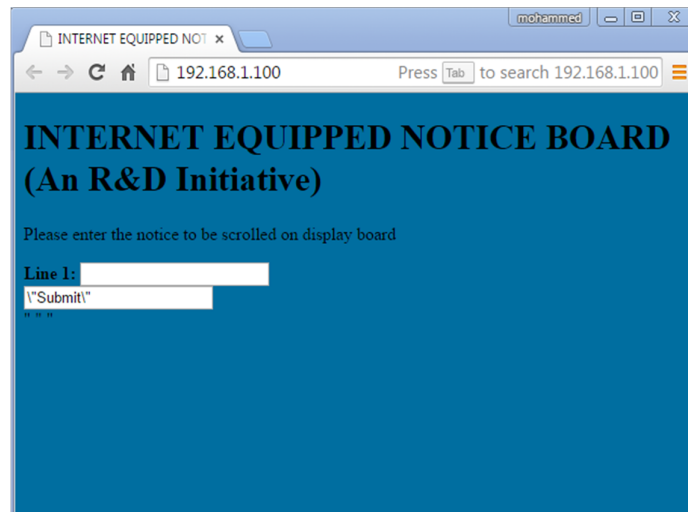 mohammed
INTERNET EQUIPPED NOT
192.168.1.100 Press Tab to search 192.168.1.100
INTERNET EQUIPPED NOTICE BOARD
(An R&D Initiative)
Please enter the notice to be scrolled on display board
Line 1:
\"Submit\"
" " "